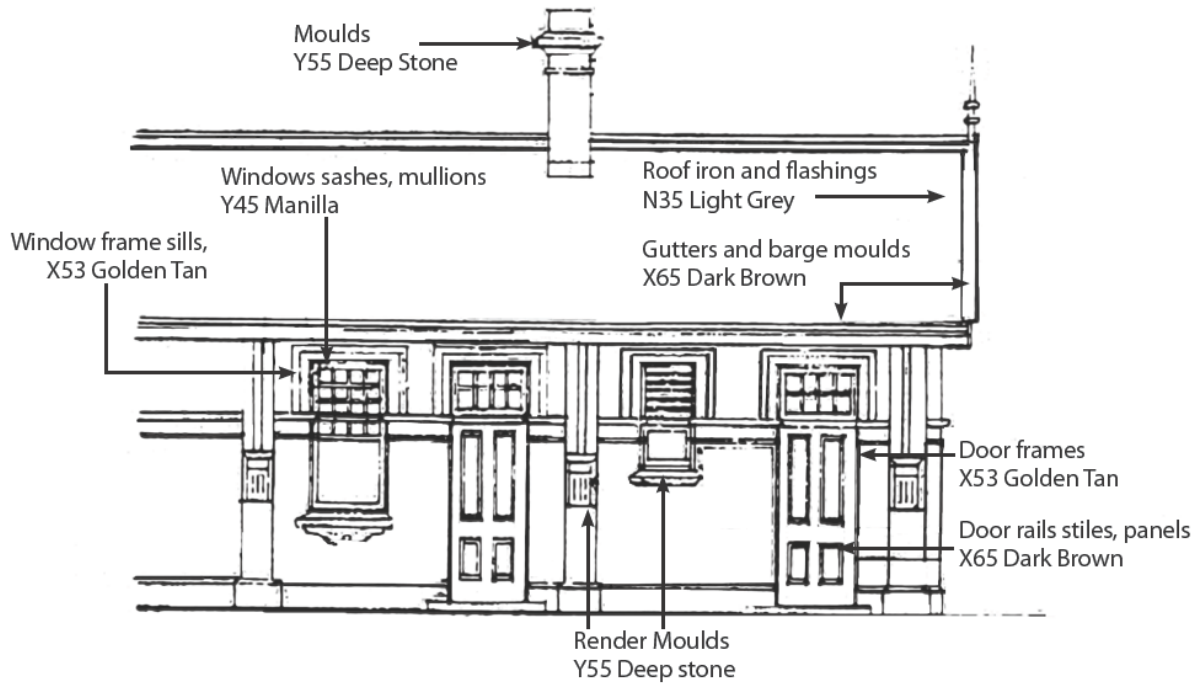 Moulds
Y55 Deep Stone
Windows sashes, mullions
Y45 Manilla
Roof iron and flashings
N35 Light Grey
Window frame sills,
X53 Golden Tan
Gutters and barge moulds
X65 Dark Brown
Door frames
X53 Golden Tan
Door rails stiles, panels
X65 Dark Brown
Render Moulds
Y55 Deep stone